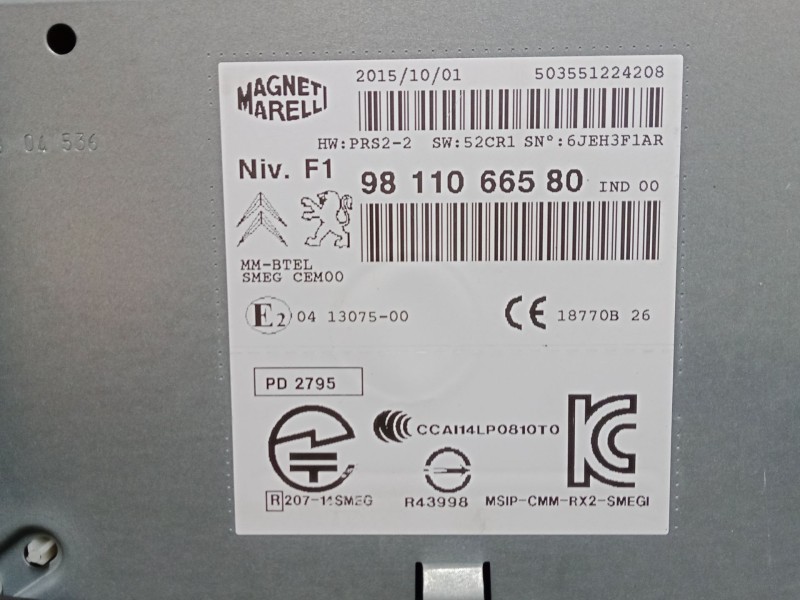 MAGNETI
MARELLI
2015/10/01 503551224208
HW:PRS2-2 SW:52CR1 SN°:6JEH3F1AR
Niv. F1
98 110 665 80 IND 00
MM-BTEL
SMEG CEM00
E2 04 13075-00
CE 18770B 26
PD 2795
CCAI14LP0810T0
R 207-14SMEG
R43998
MSIP-CMM-RX2-SMEGI
04 536